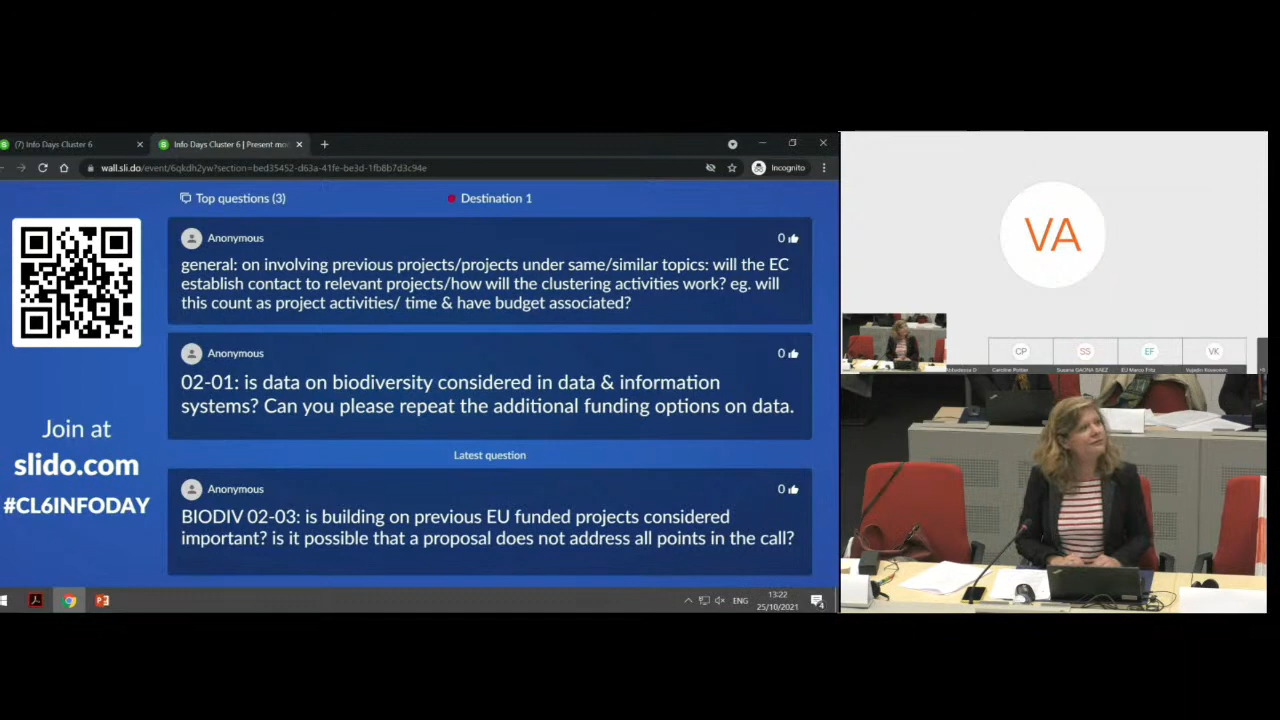 (7) Info Days Cluster 6
Info Days Cluster 6 | Present mo
wall.sli.do/event/6qkdh2yw?section=bed35452-d63a-41fe-be3d-1fb8b7d3c94e
Incognito
Top questions (3)
Destination 1
Anonymous
0
general: on involving previous projects/projects under same/similar topics: will the EC
establish contact to relevant projects/how will the clustering activities work? eg. will
this count as project activities/ time & have budget associated?
Anonymous
0
02-01: is data on biodiversity considered in data & information
systems? Can you please repeat the additional funding options on data.
Latest question
Anonymous
0
BIODIV 02-03: is building on previous EU funded projects considered
important? is it possible that a proposal does not address all points in the call?
Join at
slido.com
#CL6INFODAY
ENG
13:22
25/10/2021
4
VA
CP
SS
EF
VK
Susana GAONA SAEZ